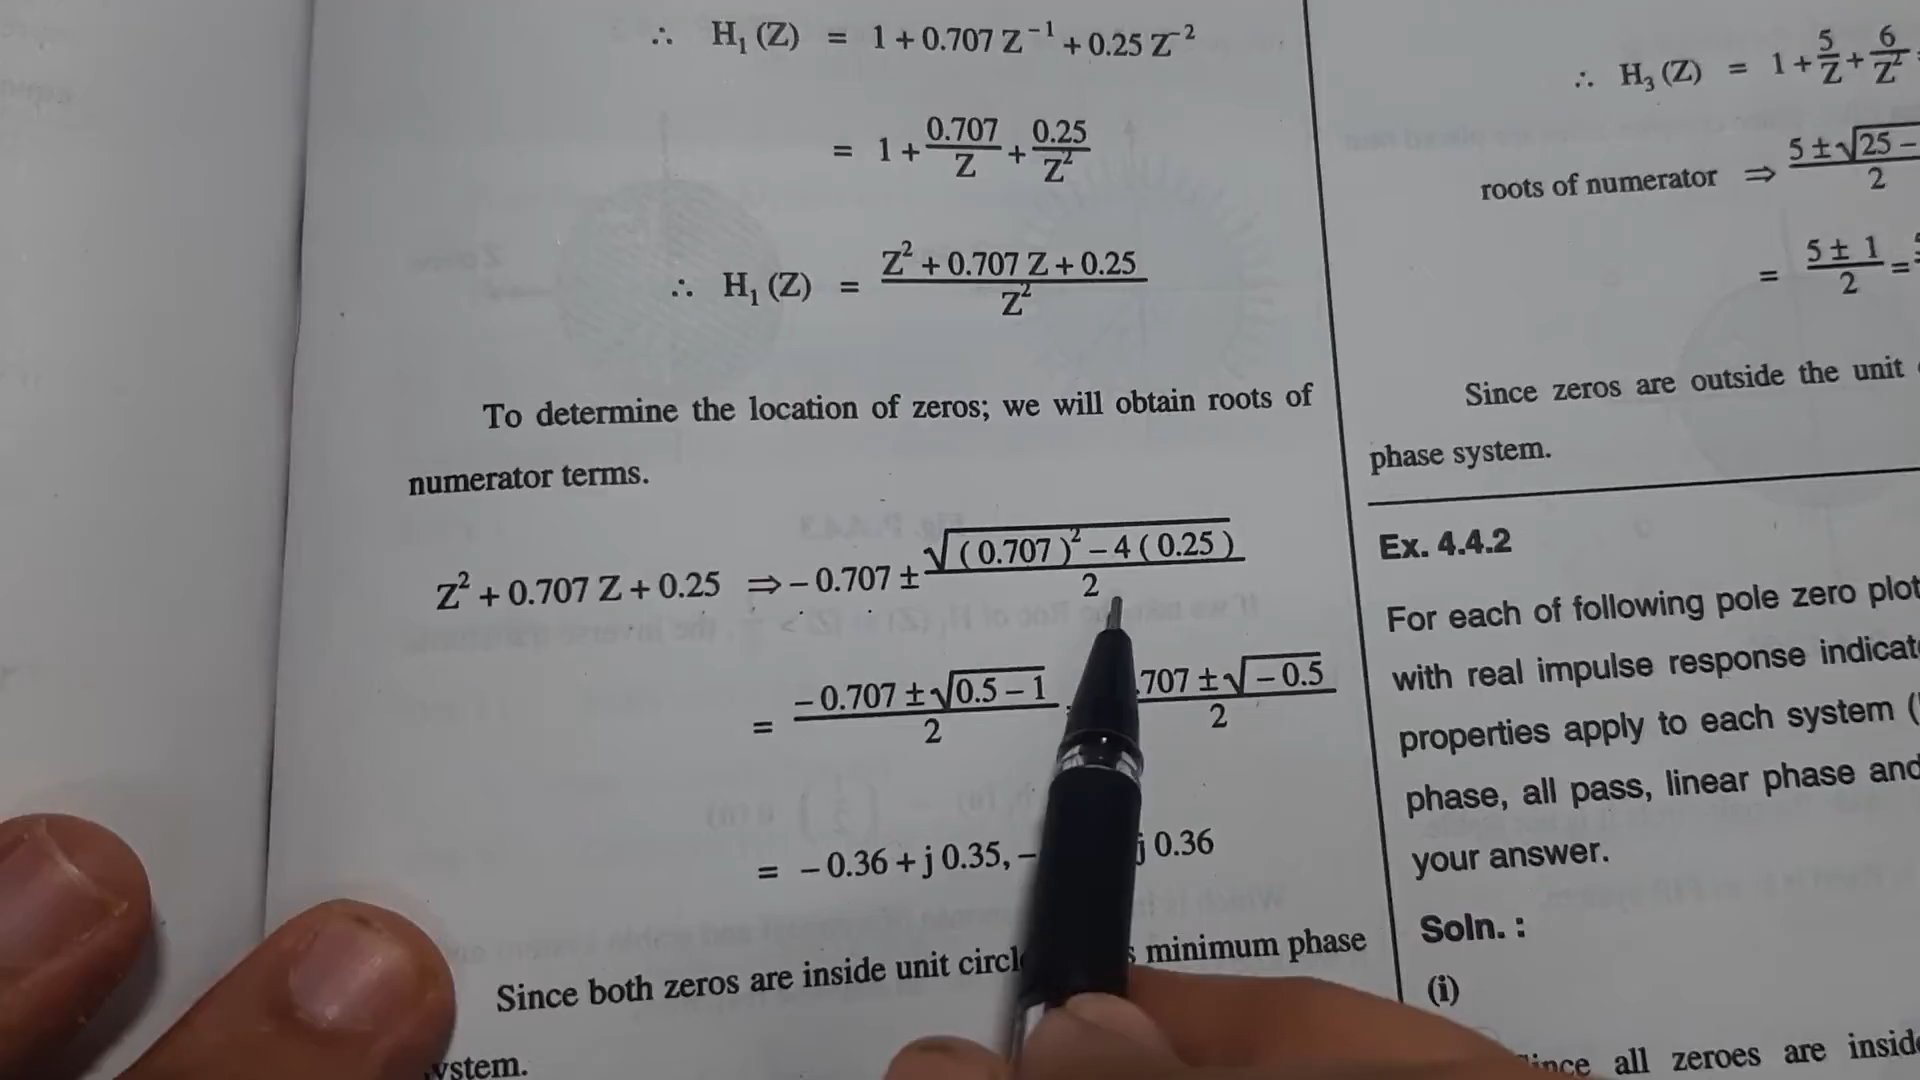 ∴ H₁ (Z) = 1 + 0.707 Z⁻¹ + 0.25 Z⁻²
= 1 + 0.707/Z + 0.25/Z²
∴ H₁ (Z) = (Z² + 0.707 Z + 0.25)/Z²
To determine the location of zeros; we will obtain roots of
numerator terms.
Z² + 0.707 Z + 0.25 ⇒ – 0.707 ± √((0.707)² – 4 (0.25))/2
= (– 0.707 ± √(0.5 – 1))/2 .707 ± √(– 0.5)/2
= – 0.36 + j 0.35, – j 0.36
Since both zeros are inside unit circle minimum phase
ystem.
∴ H₃ (Z) = 1 + 5/Z + 6/Z²
roots of numerator ⇒ 5 ± √25 – /2
= (5 ± 1)/2 =
Since zeros are outside the unit
phase system.
Ex. 4.4.2
For each of following pole zero plot
with real impulse response indicat
properties apply to each system (
phase, all pass, linear phase and
your answer.
Soln. :
(i)
ince all zeroes are insid